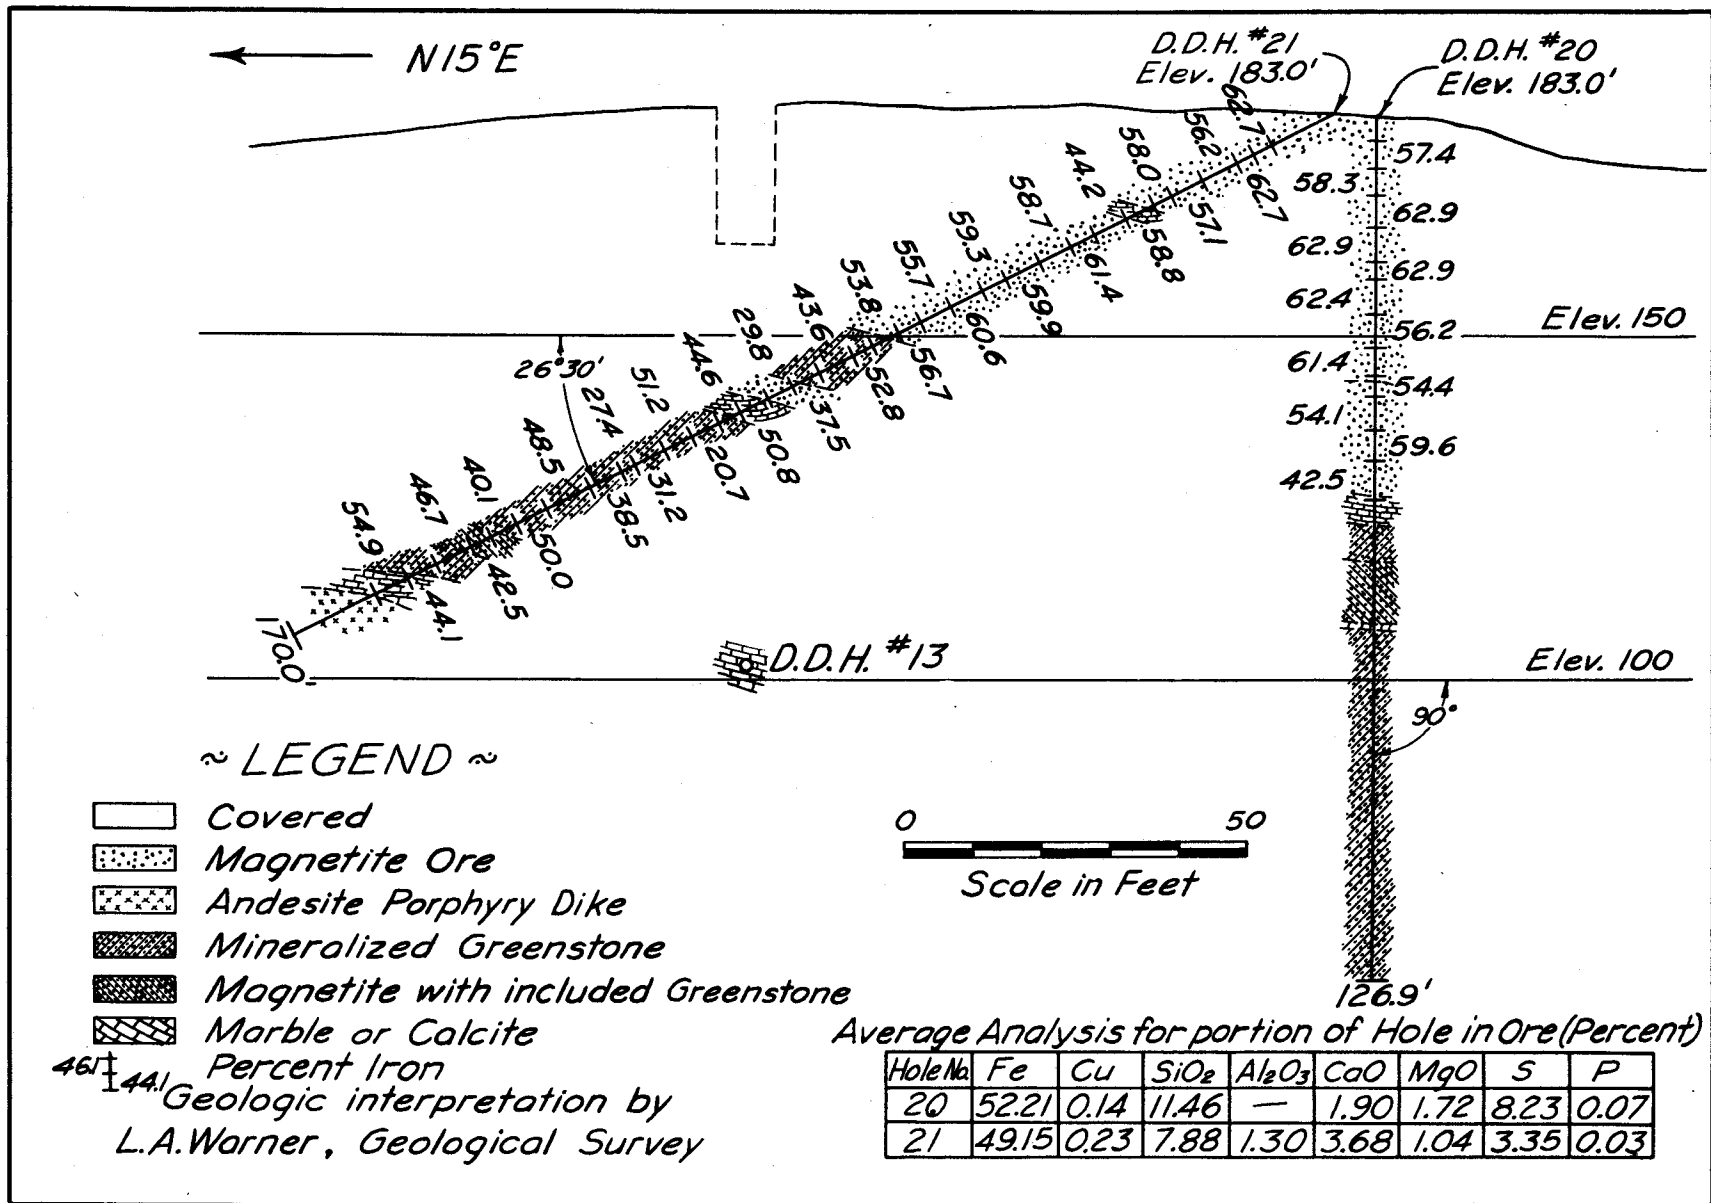 N15°E
D.D.H. #21
Elev. 183.0'
D.D.H. #20
Elev. 183.0'
62.7
56.2
58.0
44.2
58.7
59.3
55.7
53.8
43.6
29.8
44.6
51.2
27.4
48.5
40.1
46.7
54.9
62.7
57.1
58.8
61.4
59.9
60.6
56.7
52.8
37.5
50.8
20.7
31.2
38.5
50.0
42.5
44.1
170.0'
57.4
58.3
62.9
62.9
62.9
62.4
56.2
61.4
54.4
54.1
59.6
42.5
Elev. 150
26°30'
D.D.H. #13
Elev. 100
90°
126.9'
~ LEGEND ~
Covered
Magnetite Ore
Andesite Porphyry Dike
Mineralized Greenstone
Magnetite with included Greenstone
Marble or Calcite
46.1 44.1 Percent Iron
Geologic interpretation by
L.A. Warner, Geological Survey
0 50
Scale in Feet
Average Analysis for portion of Hole in Ore (Percent)
Hole No. Fe Cu SiO₂ Al₂O₃ CaO MgO S P
20 52.21 0.14 11.46 — 1.90 1.72 8.23 0.07
21 49.15 0.23 7.88 1.30 3.68 1.04 3.35 0.03